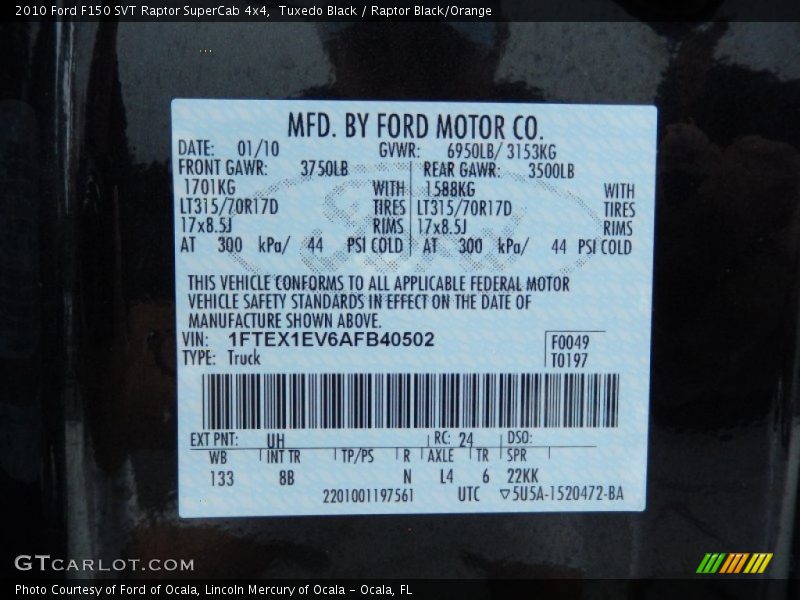 2010 Ford F150 SVT Raptor SuperCab 4x4, Tuxedo Black / Raptor Black/Orange
MFD. BY FORD MOTOR CO.
DATE: 01/10 GVWR: 6950LB/ 3153KG
FRONT GAWR: 3750LB REAR GAWR: 3500LB
1701KG WITH 1588KG WITH
LT315/70R17D TIRES LT315/70R17D TIRES
17x8.5J RIMS 17x8.5J RIMS
AT 300 kPa/ 44 PSI COLD AT 300 kPa/ 44 PSI COLD
THIS VEHICLE CONFORMS TO ALL APPLICABLE FEDERAL MOTOR
VEHICLE SAFETY STANDARDS IN EFFECT ON THE DATE OF
MANUFACTURE SHOWN ABOVE.
VIN: 1FTEX1EV6AFB40502 F0049
TYPE: Truck T0197
EXT PNT: UH RC: 24 DSO:
WB INT TR TP/PS R AXLE TR SPR
133 8B N L4 6 22KK
2201001197561 UTC ▽5U5A-1520472-BA
GTCARLOT.COM
Photo Courtesy of Ford of Ocala, Lincoln Mercury of Ocala - Ocala, FL